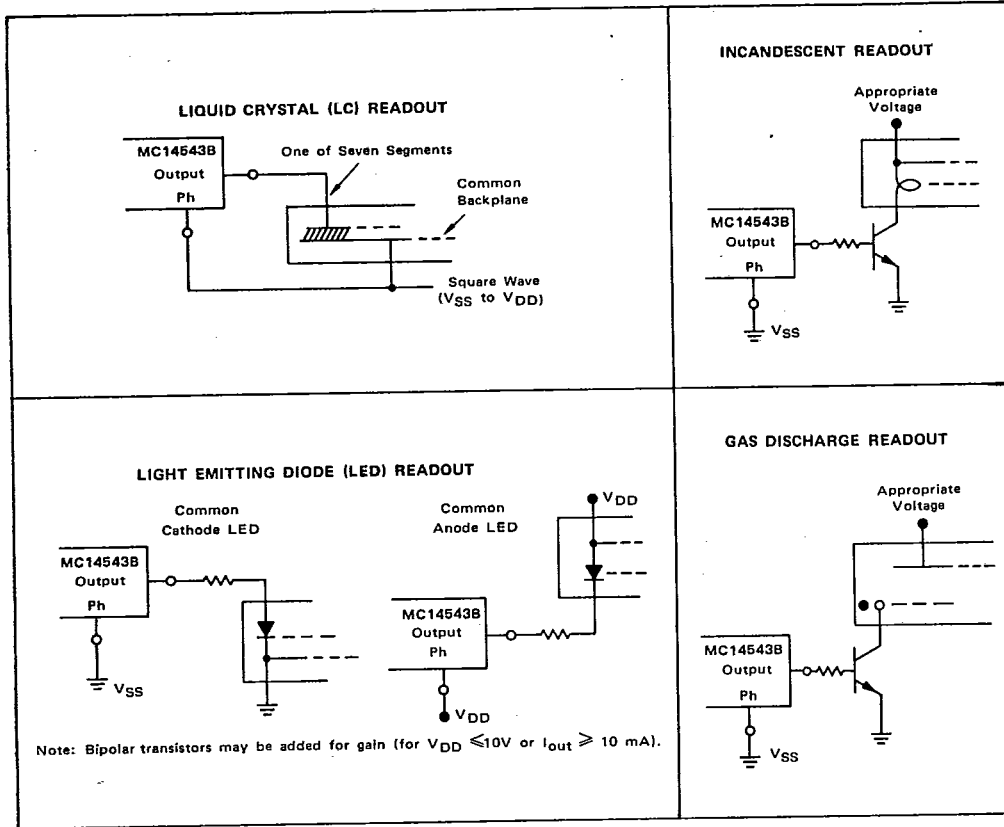 LIQUID CRYSTAL (LC) READOUT
MC14543B
Output
Ph
One of Seven Segments
Common
Backplane
Square Wave
(VSS to VDD)
INCANDESCENT READOUT
Appropriate
Voltage
MC14543B
Output
Ph
VSS
LIGHT EMITTING DIODE (LED) READOUT
Common
Cathode LED
MC14543B
Output
Ph
VSS
Common
Anode LED
VDD
MC14543B
Output
Ph
VDD
Note: Bipolar transistors may be added for gain (for VDD ⩽10V or Iout ⩾ 10 mA).
GAS DISCHARGE READOUT
Appropriate
Voltage
MC14543B
Output
Ph
VSS